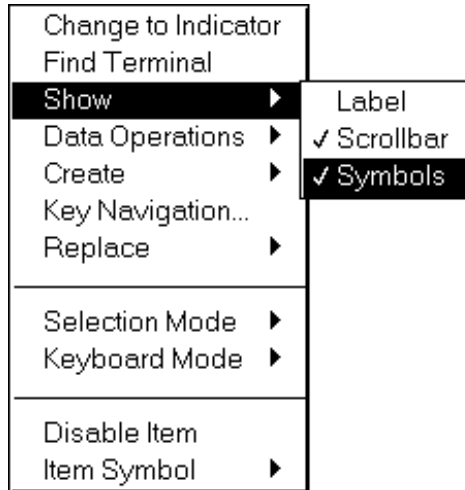 Change to Indicator
Find Terminal
Show
Label
Data Operations
✓ Scrollbar
Create
✓ Symbols
Key Navigation...
Replace
Selection Mode
Keyboard Mode
Disable Item
Item Symbol